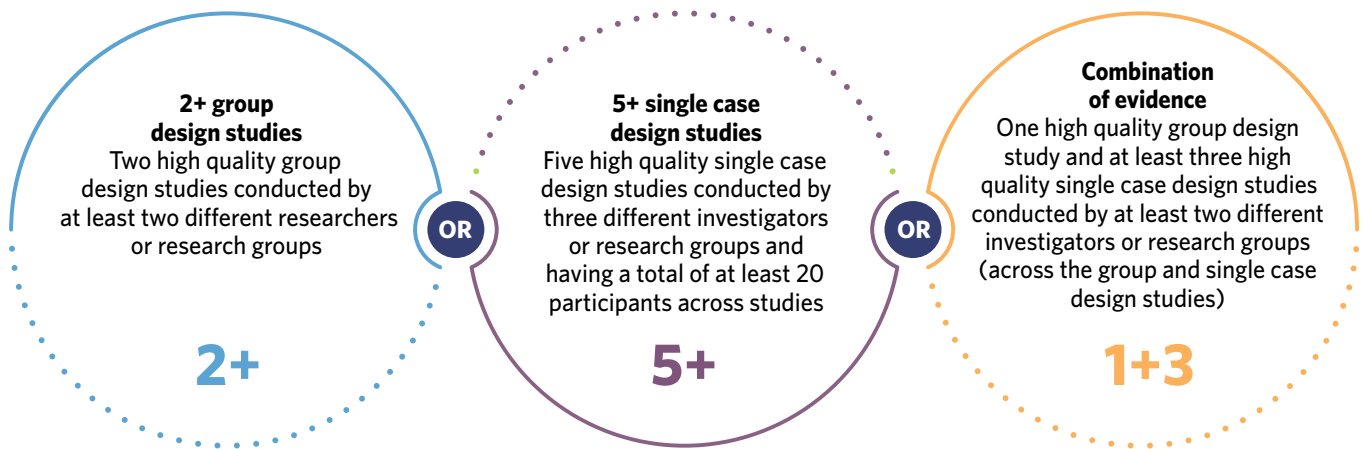 2+ group
design studies
Two high quality group
design studies conducted by
at least two different researchers
or research groups
2+
OR
5+ single case
design studies
Five high quality single case
design studies conducted by
three different investigators
or research groups and
having a total of at least 20
participants across studies
5+
OR
Combination
of evidence
One high quality group design
study and at least three high
quality single case design studies
conducted by at least two different
investigators or research groups
(across the group and single case
design studies)
1+3